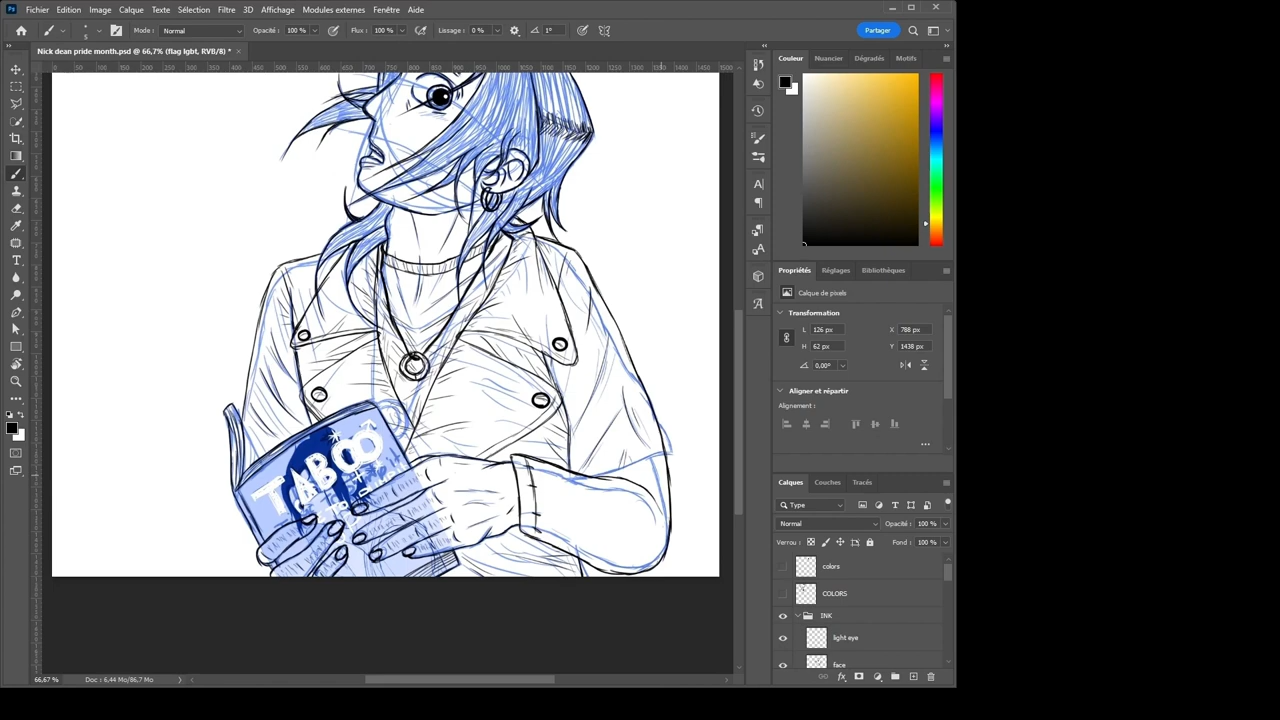 Fichier Edition Image Calque Texte Sélection Filtre 3D Affichage Modules externes Fenêtre Aide
5 Mode : Normal Opacité : 100 % Flux : 100 % Lissage : 0 % 1° Partager
Nick dean pride month.psd @ 66,7% (flag lgbt, RVB/8) *
Couleur Nuancier Dégradés Motifs
Propriétés Réglages Bibliothèques
Calque de pixels
Transformation
L 126 px X 788 px
H 62 px Y 1438 px
0,00°
Aligner et répartir
Alignement :
TABOO
Calques Couches Tracés
Type
Normal Opacité : 100 %
Verrou : Fond : 100 %
colors
COLORS
INK
light eye
face
66,67 % Doc : 6,44 Mo/86,7 Mo